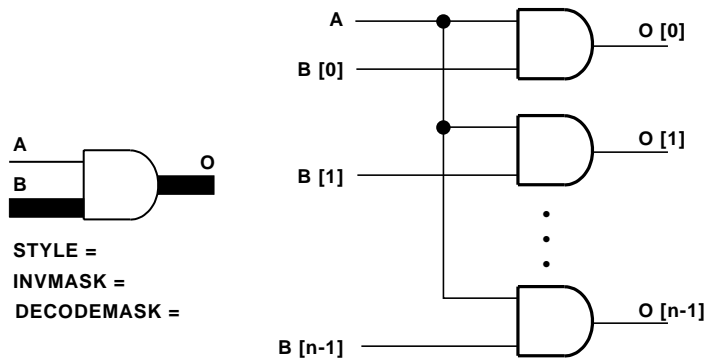 A
B
O
STYLE =
INVMASK =
DECODEMASK =
A
B [0]
O [0]
B [1]
O [1]
B [n-1]
O [n-1]